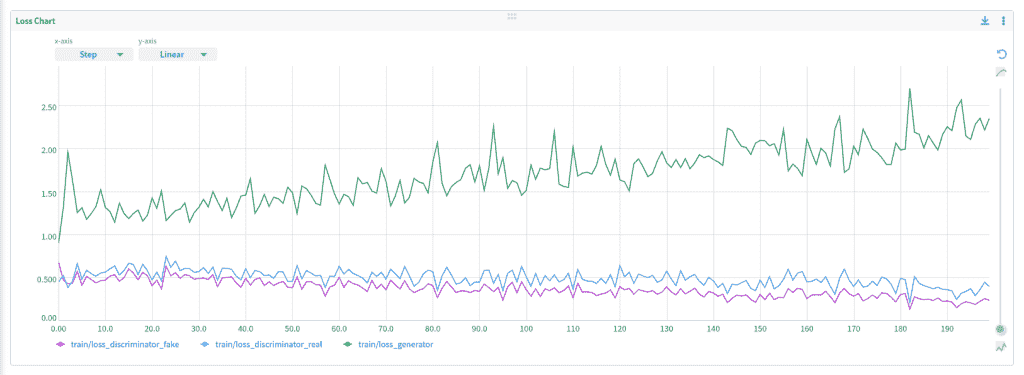 Loss Chart
x-axis y-axis
Step Linear
2.50
2.00
1.50
1.00
0.500
0.00
0.00 10.0 20.0 30.0 40.0 50.0 60.0 70.0 80.0 90.0 100 110 120 130 140 150 160 170 180 190
train/loss_discriminator_fake train/loss_discriminator_real train/loss_generator